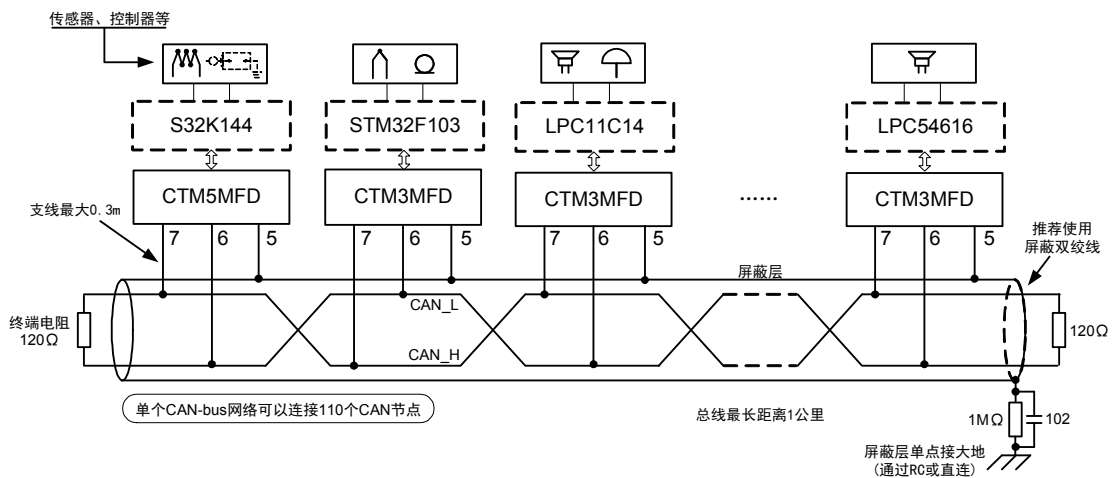 传感器、控制器等
S32K144
STM32F103
LPC11C14
LPC54616
CTM5MFD
CTM3MFD
CTM3MFD
......
CTM3MFD
支线最大0.3m
7
6
5
7
6
5
7
6
5
7
6
5
推荐使用
屏蔽双绞线
屏蔽层
CAN_L
终端电阻
120Ω
120Ω
CAN_H
单个CAN-bus网络可以连接110个CAN节点
总线最长距离1公里
1MΩ
102
屏蔽层单点接大地
(通过RC或直连)